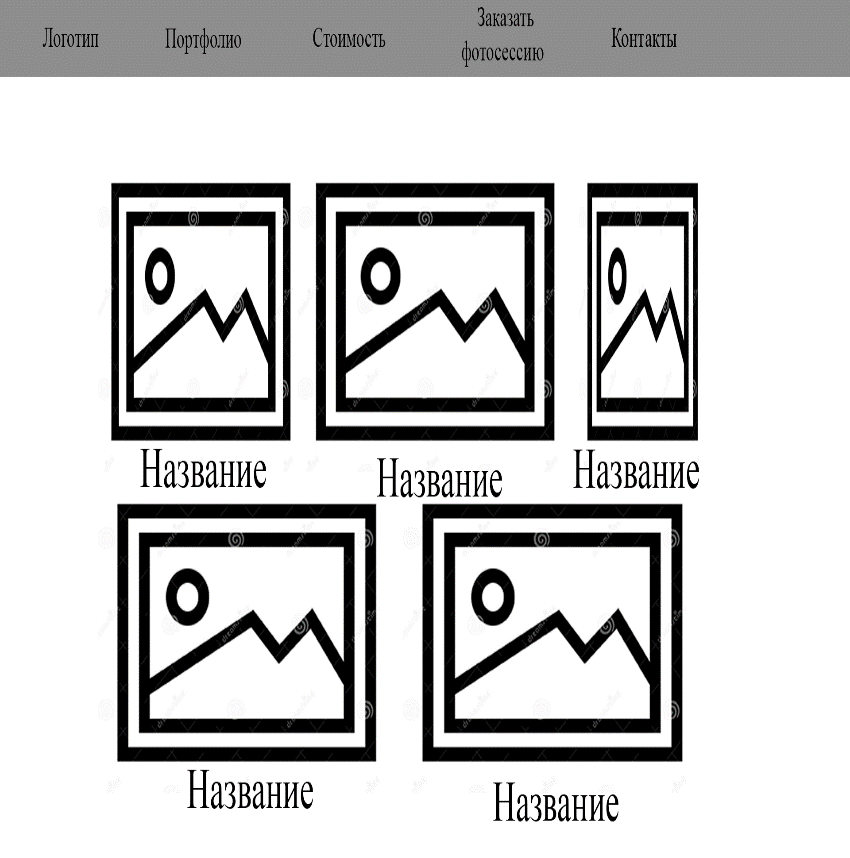 Логотип
Портфолио
Стоимость
Заказать
фотосессию
Контакты
Название
Название
Название
Название
Название